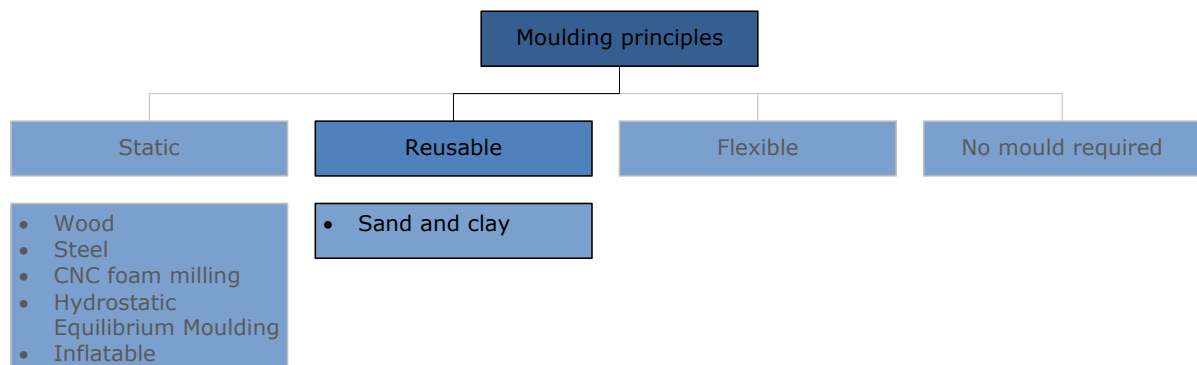 Moulding principles
Static
Reusable
Flexible
No mould required
• Wood
• Steel
• CNC foam milling
• Hydrostatic
Equilibrium Moulding
• Inflatable
• Sand and clay